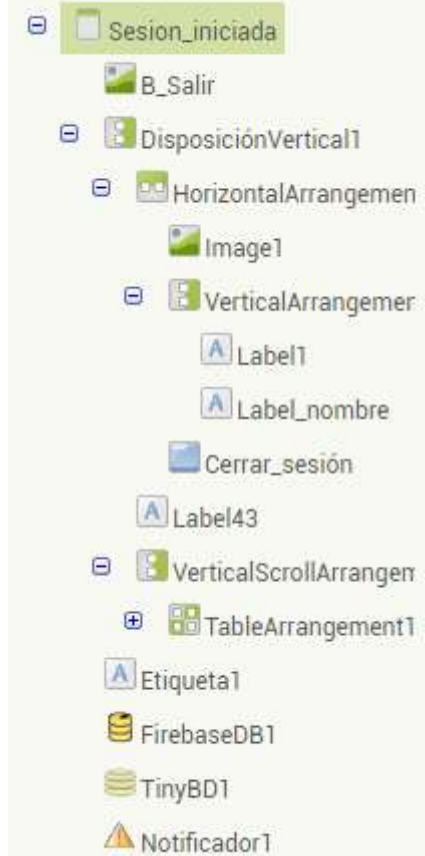 Sesion_iniciada
B_Salir
DisposiciónVertical1
HorizontalArrangemen
Image1
VerticalArrangemer
A Label1
A Label_nombre
Cerrar_sesión
A Label43
VerticalScrollArrangem
TableArrangement1
A Etiqueta1
FirebaseDB1
TinyBD1
Notificador1